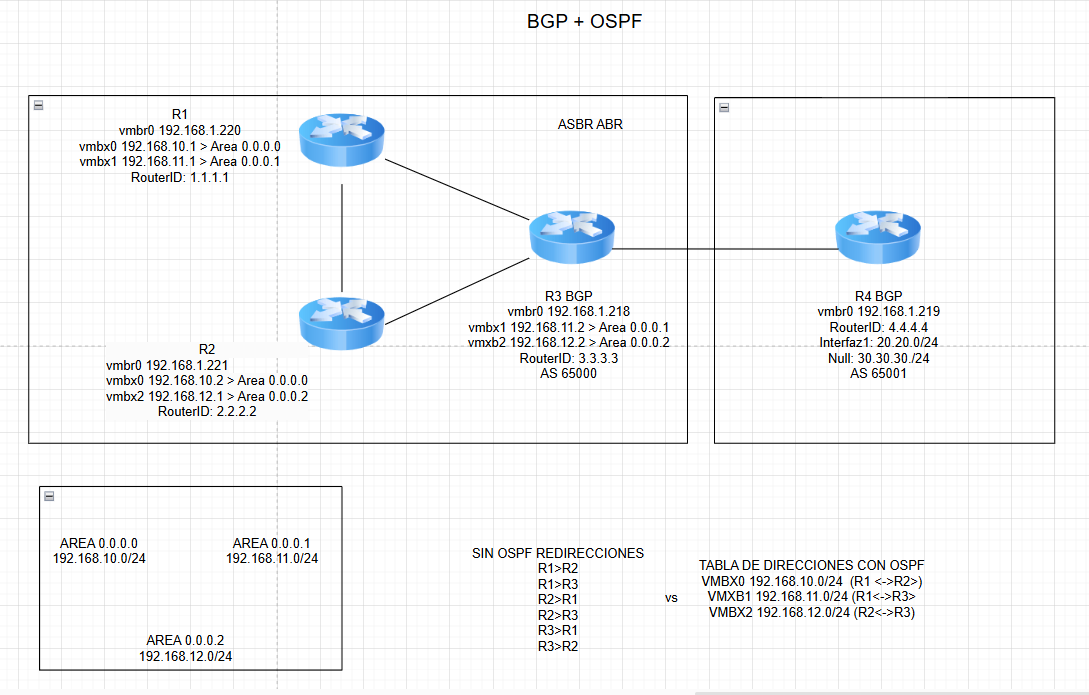 BGP + OSPF
R1
vmbr0 192.168.1.220
vmbx0 192.168.10.1 > Area 0.0.0.0
vmbx1 192.168.11.1 > Area 0.0.0.1
RouterID: 1.1.1.1
ASBR ABR
R2
vmbr0 192.168.1.221
vmbx0 192.168.10.2 > Area 0.0.0.0
vmbx2 192.168.12.1 > Area 0.0.0.2
RouterID: 2.2.2.2
R3 BGP
vmbr0 192.168.1.218
vmbx1 192.168.11.2 > Area 0.0.0.1
vmxb2 192.168.12.2 > Area 0.0.0.2
RouterID: 3.3.3.3
AS 65000
R4 BGP
vmbr0 192.168.1.219
RouterID: 4.4.4.4
Interfaz1: 20.20.0/24
Null: 30.30.30./24
AS 65001
AREA 0.0.0.0
192.168.10.0/24
AREA 0.0.0.1
192.168.11.0/24
AREA 0.0.0.2
192.168.12.0/24
SIN OSPF REDIRECCIONES
R1>R2
R1>R3
R2>R1
R2>R3
R3>R1
R3>R2
vs
TABLA DE DIRECCIONES CON OSPF
VMBX0 192.168.10.0/24 (R1 <->R2>)
VMXB1 192.168.11.0/24 (R1<->R3>
VMBX2 192.168.12.0/24 (R2<->R3)